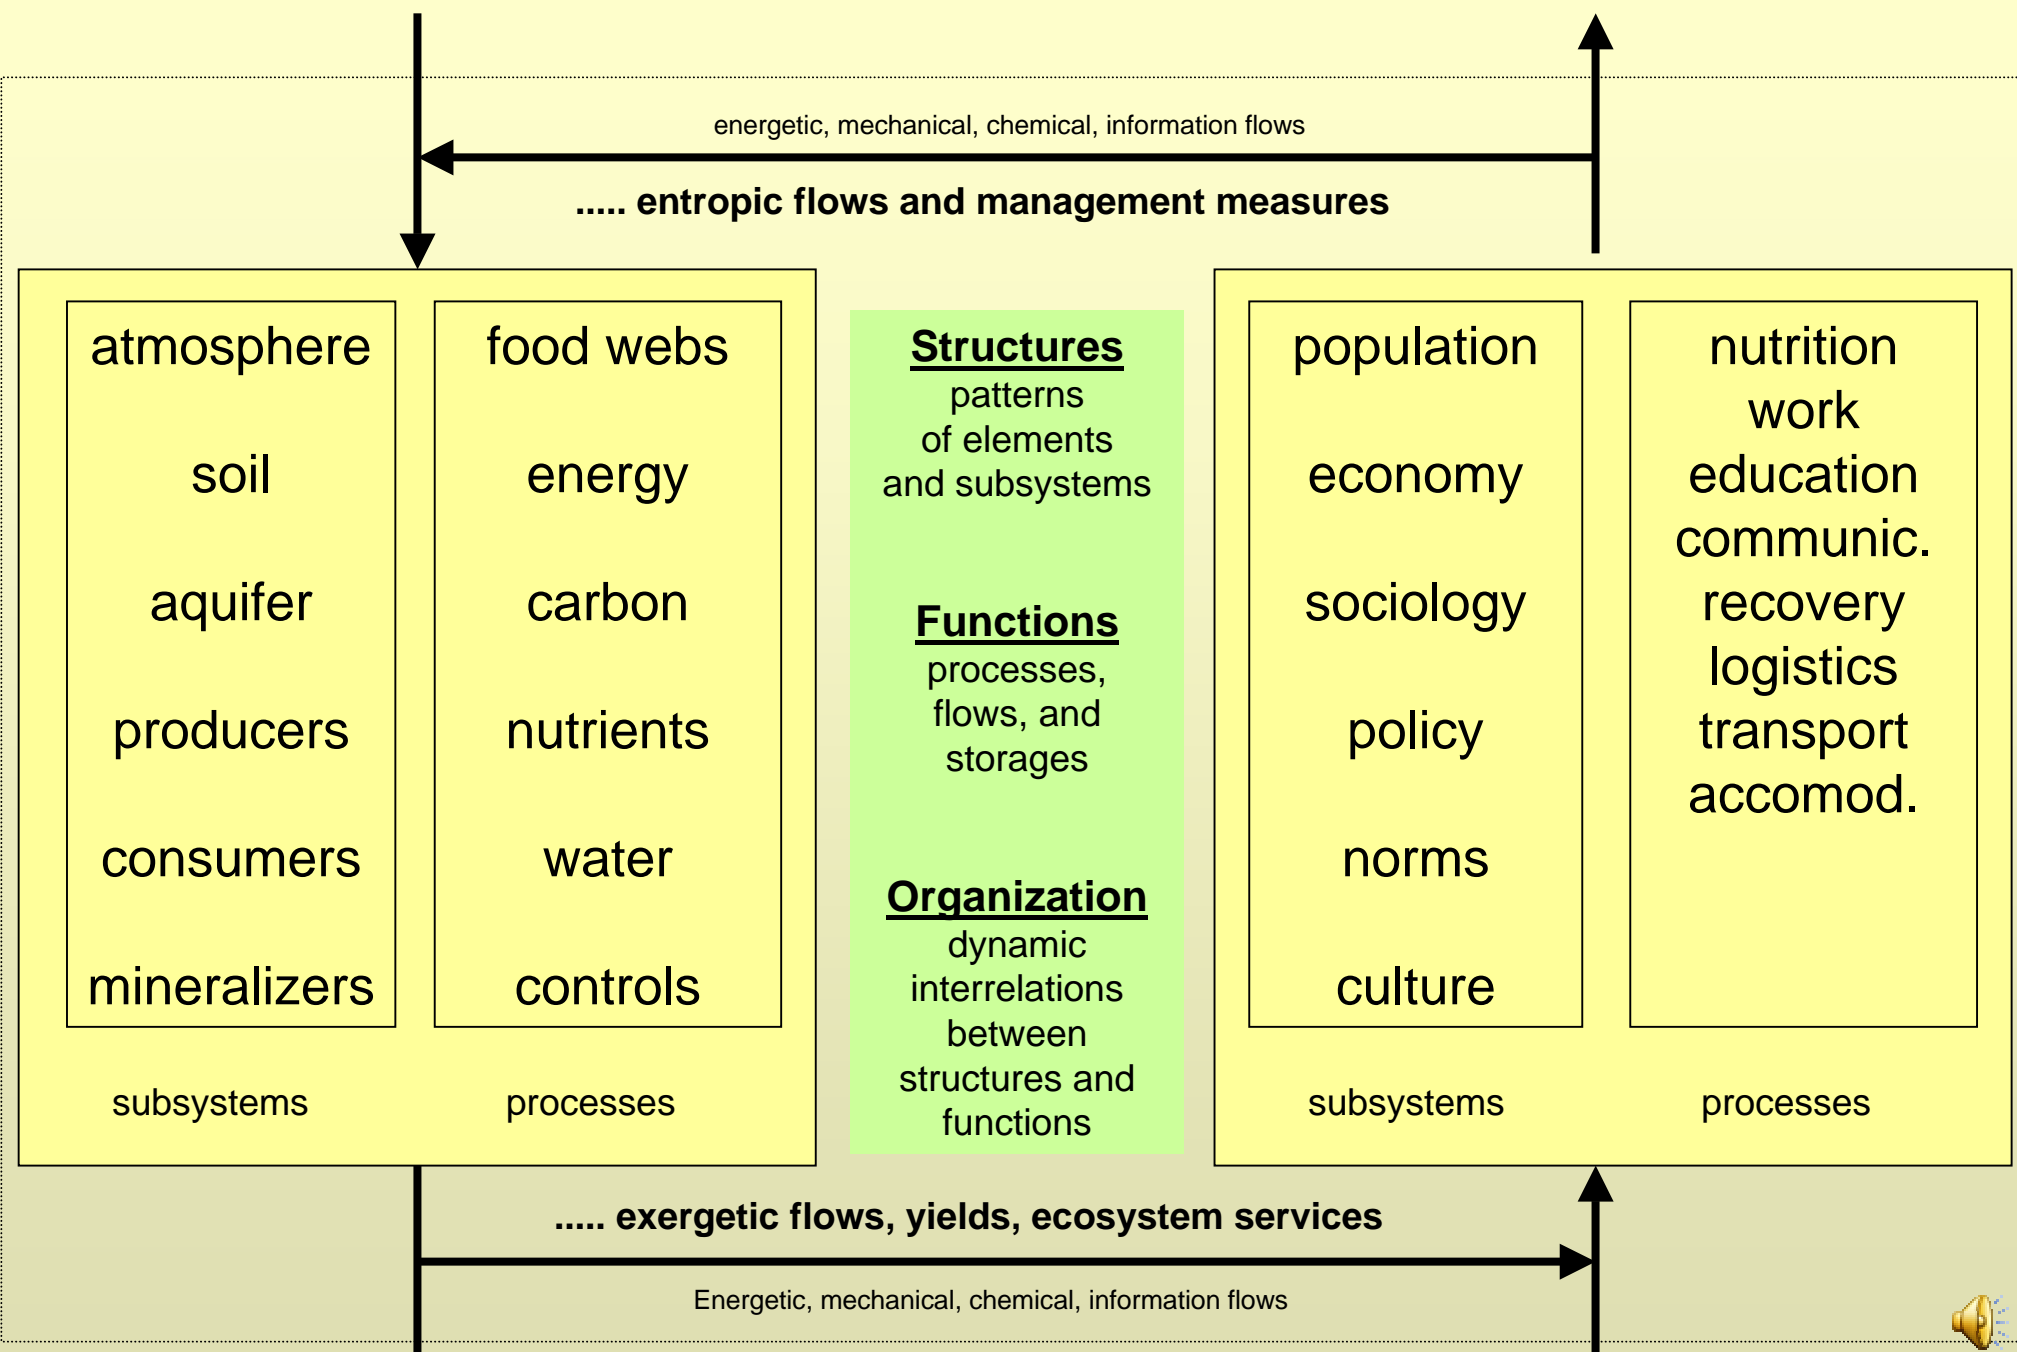 energetic, mechanical, chemical, information flows
..... entropic flows and management measures
atmosphere
soil
aquifer
producers
consumers
mineralizers
subsystems
food webs
energy
carbon
nutrients
water
controls
processes
Structures
patterns
of elements
and subsystems
Functions
processes,
flows, and
storages
Organization
dynamic
interrelations
between
structures and
functions
population
economy
sociology
policy
norms
culture
subsystems
nutrition
work
education
communic.
recovery
logistics
transport
accomod.
processes
..... exergetic flows, yields, ecosystem services
Energetic, mechanical, chemical, information flows